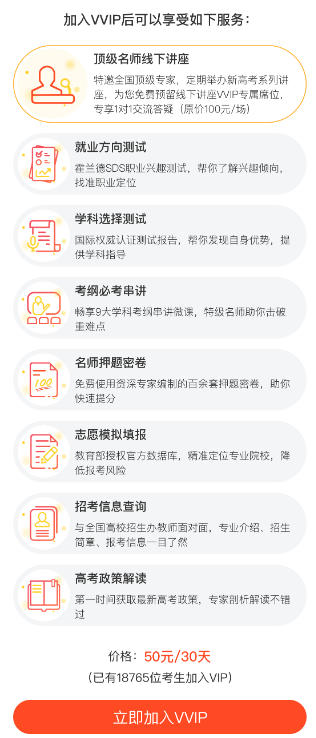 加入VVIP后可以享受如下服务：
顶级名师线下讲座
特邀全国顶级专家，定期举办新高考系列讲
座，为您免费预留线下讲座VVIP专属席位，
专享1对1交流答疑（原价100元/场）
就业方向测试
霍兰德SDS职业兴趣测试，帮你了解兴趣倾向，
找准职业定位
学科选择测试
国际权威认证测试报告，帮你发现自身优势，提
供学科指导
考纲必考串讲
畅享9大学科考纲串讲微课，特级名师助你击破
重难点
名师押题密卷
免费使用资深专家编制的百余套押题密卷，助你
快速提分
100
志愿模拟填报
教育部授权官方数据库，精准定位专业院校，降
低报考风险
招考信息查询
与全国高校招生办教师面对面，专业介绍、招生
简章、报考信息一目了然
高考政策解读
第一时间获取最新高考政策，专家剖析解读不错
过
价格：50元/30天
（已有18765位考生加入VIP）
立即加入VVIP